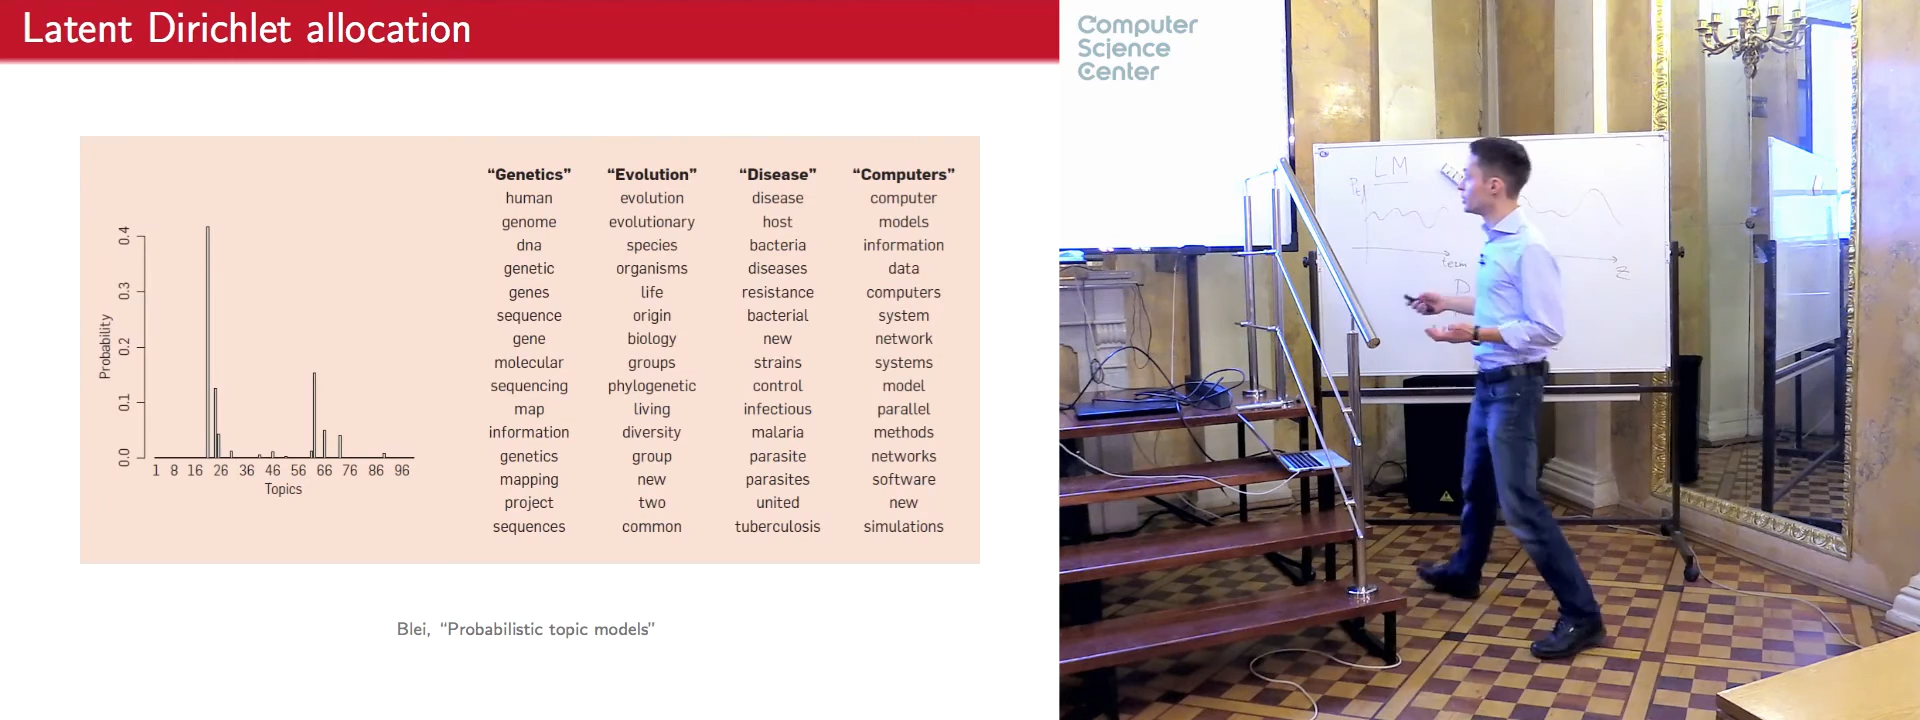 Latent Dirichlet allocation
Computer
Science
Center
"Genetics" "Evolution" "Disease" "Computers"
human evolution disease computer
genome evolutionary host models
dna species bacteria information
genetic organisms diseases data
genes life resistance computers
sequence origin bacterial system
gene biology new network
molecular groups strains systems
sequencing phylogenetic control model
map living infectious parallel
information diversity malaria methods
genetics group parasite networks
mapping new parasites software
project two united new
sequences common tuberculosis simulations
Probability
0.4
0.3
0.2
0.1
0.0
1 8 16 26 36 46 56 66 76 86 96
Topics
Blei, "Probabilistic topic models"
LM
term
D